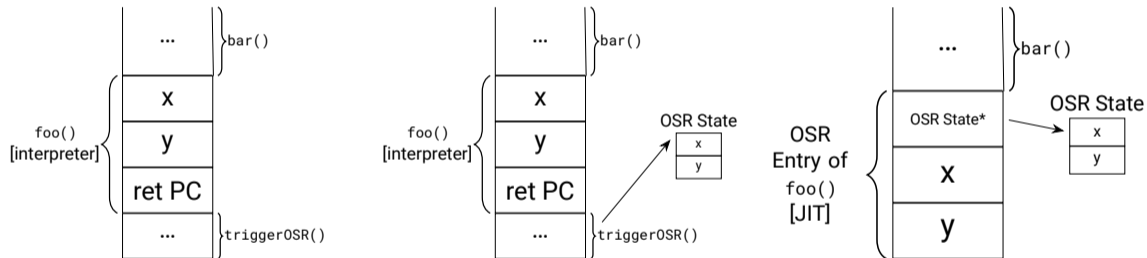 ...
bar()
x
foo()
[interpreter]
y
ret PC
...
triggerOSR()
...
bar()
x
foo()
[interpreter]
y
ret PC
...
triggerOSR()
OSR State
x
y
...
bar()
OSR
Entry of
foo()
[JIT]
OSR State*
x
y
OSR State
x
y